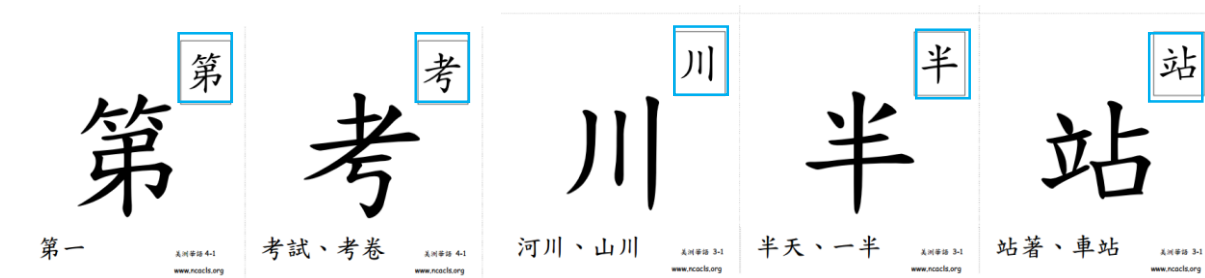 第
第
第一
美洲華語 4-1
www.ncacls.org
考
考
考試、考卷
美洲華語 4-1
www.ncacls.org
川
川
河川、山川
美洲華語 3-1
www.ncacls.org
半
半
半天、一半
美洲華語 3-1
www.ncacls.org
站
站
站著、車站
美洲華語 3-1
www.ncacls.org